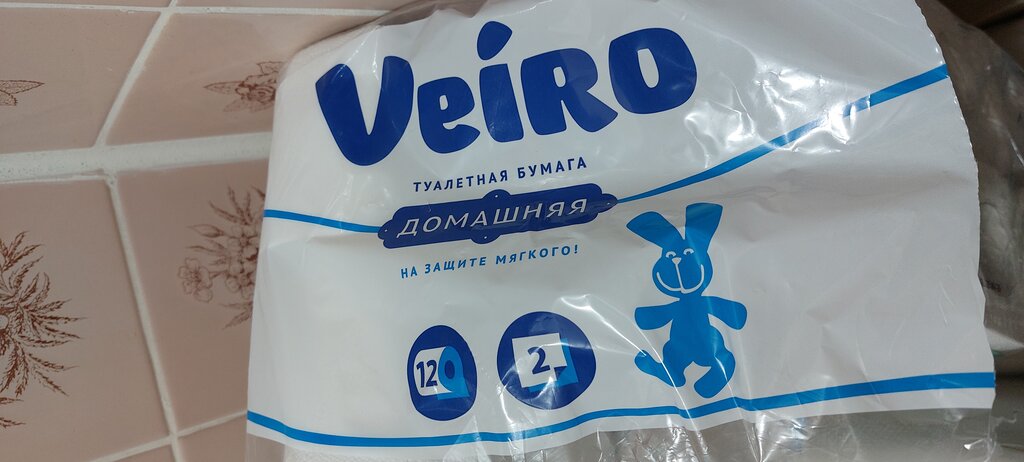 Veiro
ТУАЛЕТНАЯ БУМАГА
ДОМАШНЯЯ
НА ЗАЩИТЕ МЯГКОГО!
12
2